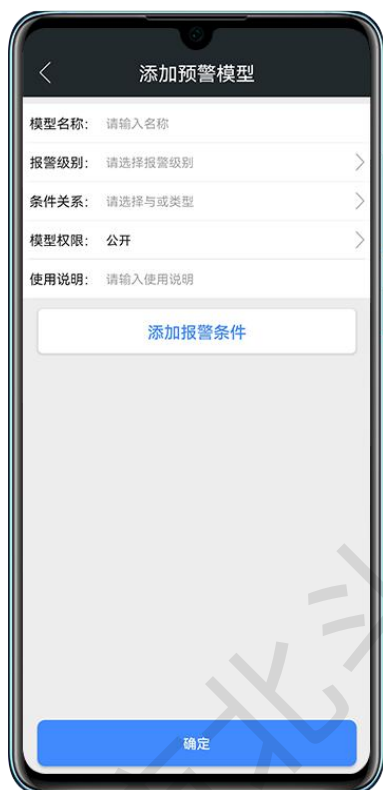 添加预警模型
模型名称： 请输入名称
报警级别： 请选择报警级别
条件关系： 请选择与或类型
模型权限： 公开
使用说明： 请输入使用说明
添加报警条件
确定